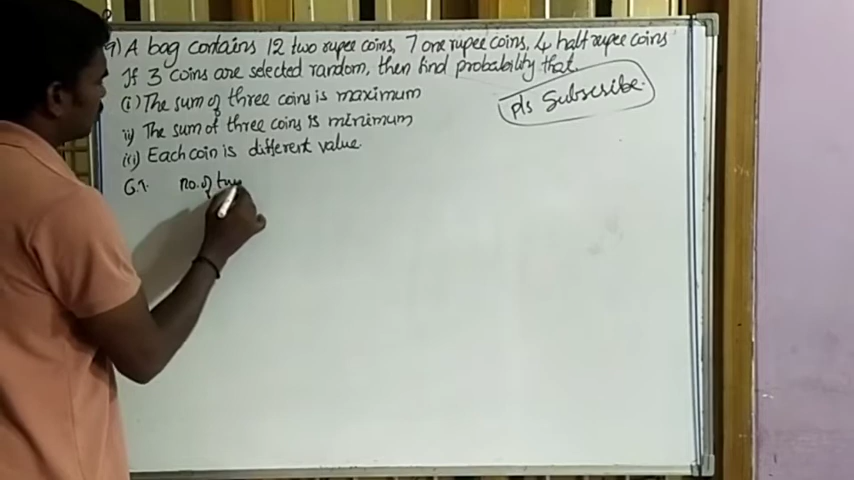 9) A bag contains 12 two rupee coins, 7 one rupee coins, 4 half rupee coins
If 3 coins are selected random, then find probability that
(i) The sum of three coins is maximum
pls Subscribe.
ii) The sum of three coins is minimum
iii) Each coin is different value.
G.T. no. of tw